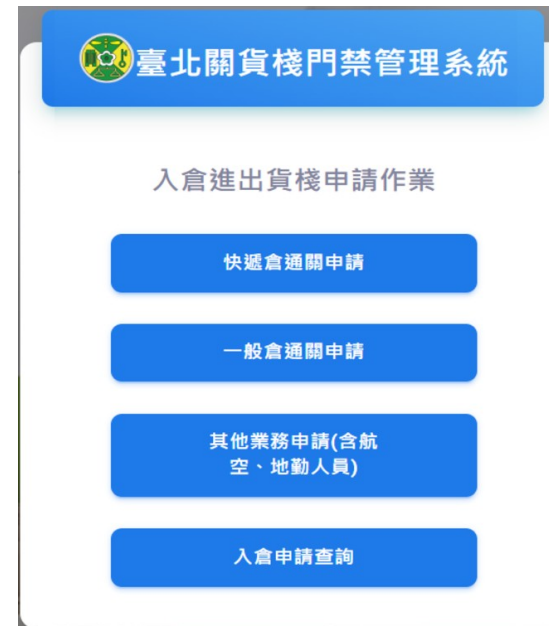 臺北關貨棧門禁管理系統
入倉進出貨棧申請作業
快遞倉通關申請
一般倉通關申請
其他業務申請(含航
空、地勤人員)
入倉申請查詢